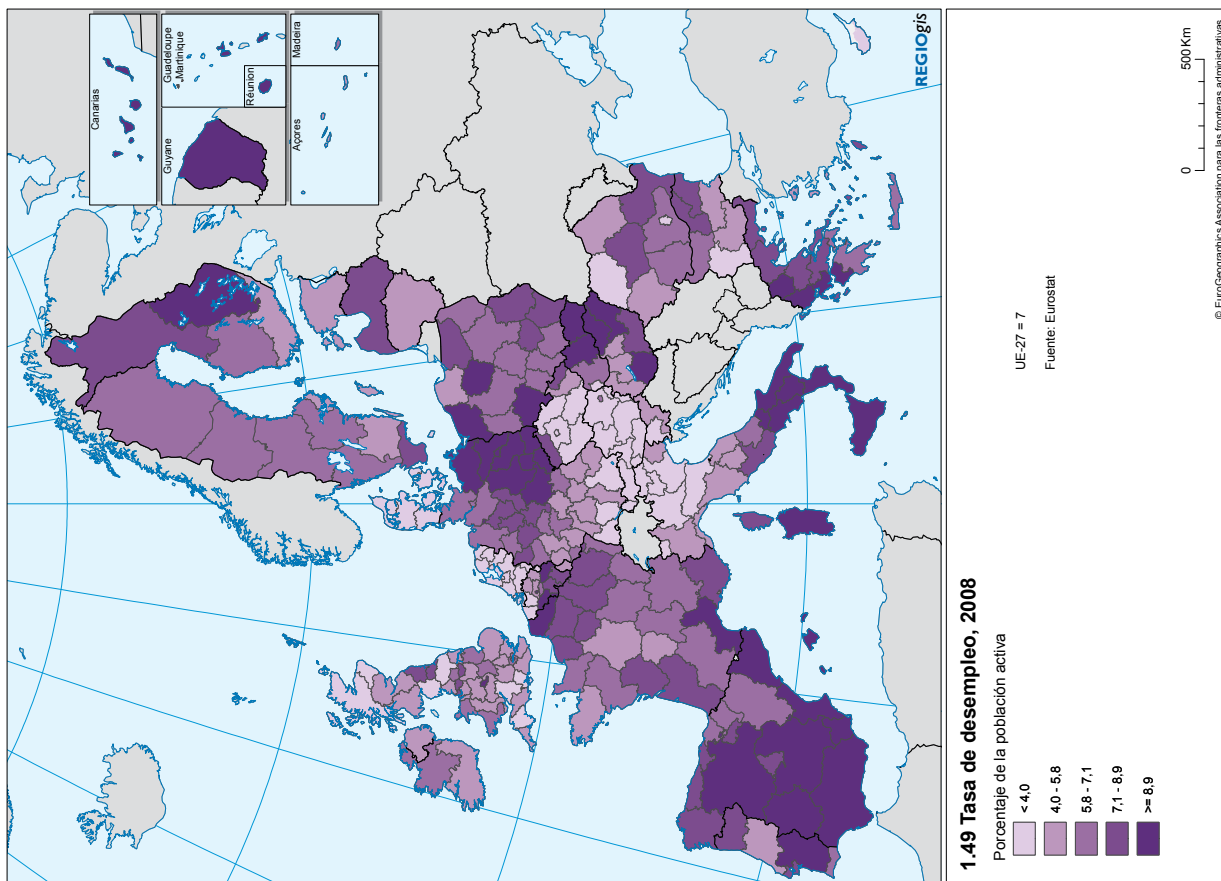 Canarias
Guyane
Guadeloupe
Martinique
Réunion
Açores
Madeira
REGIOgis
1.49 Tasa de desempleo, 2008
Porcentaje de la población activa
< 4,0
4,0 - 5,8
5,8 - 7,1
7,1 - 8,9
>= 8,9
UE-27 = 7
Fuente: Eurostat
0 500 Km
© EuroGeographics Association para las fronteras administrativas